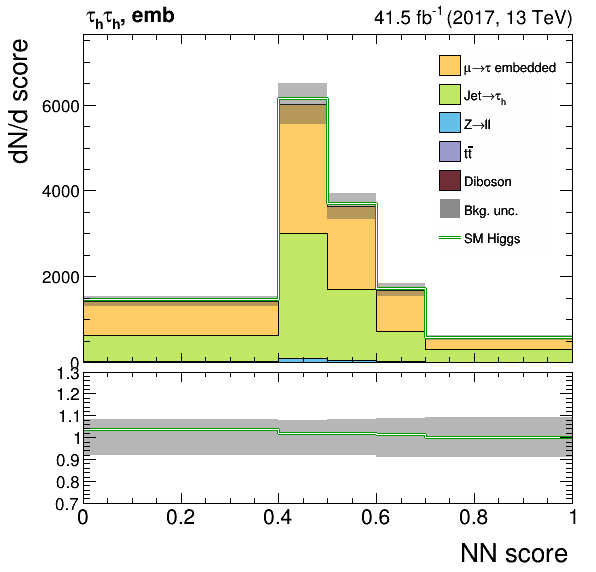 τhτh, emb
41.5 fb-1 (2017, 13 TeV)
dN/d score
6000
4000
2000
0
μ→τ embedded
Jet→τh
Z→ll
tt̄
Diboson
Bkg. unc.
SM Higgs
1.3
1.2
1.1
1
0.9
0.8
0.7
0 0.2 0.4 0.6 0.8 1
NN score